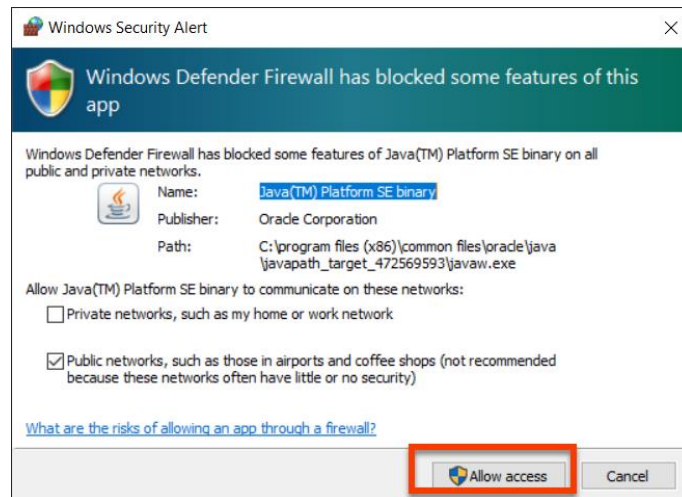 Windows Security Alert
Windows Defender Firewall has blocked some features of this
app
Windows Defender Firewall has blocked some features of Java(TM) Platform SE binary on all
public and private networks.
Name: Java(TM) Platform SE binary
Publisher: Oracle Corporation
Path: C:\program files (x86)\common files\oracle\java
\javapath_target_472569593\javaw.exe
Allow Java(TM) Platform SE binary to communicate on these networks:
Private networks, such as my home or work network
Public networks, such as those in airports and coffee shops (not recommended
because these networks often have little or no security)
What are the risks of allowing an app through a firewall?
Allow access Cancel